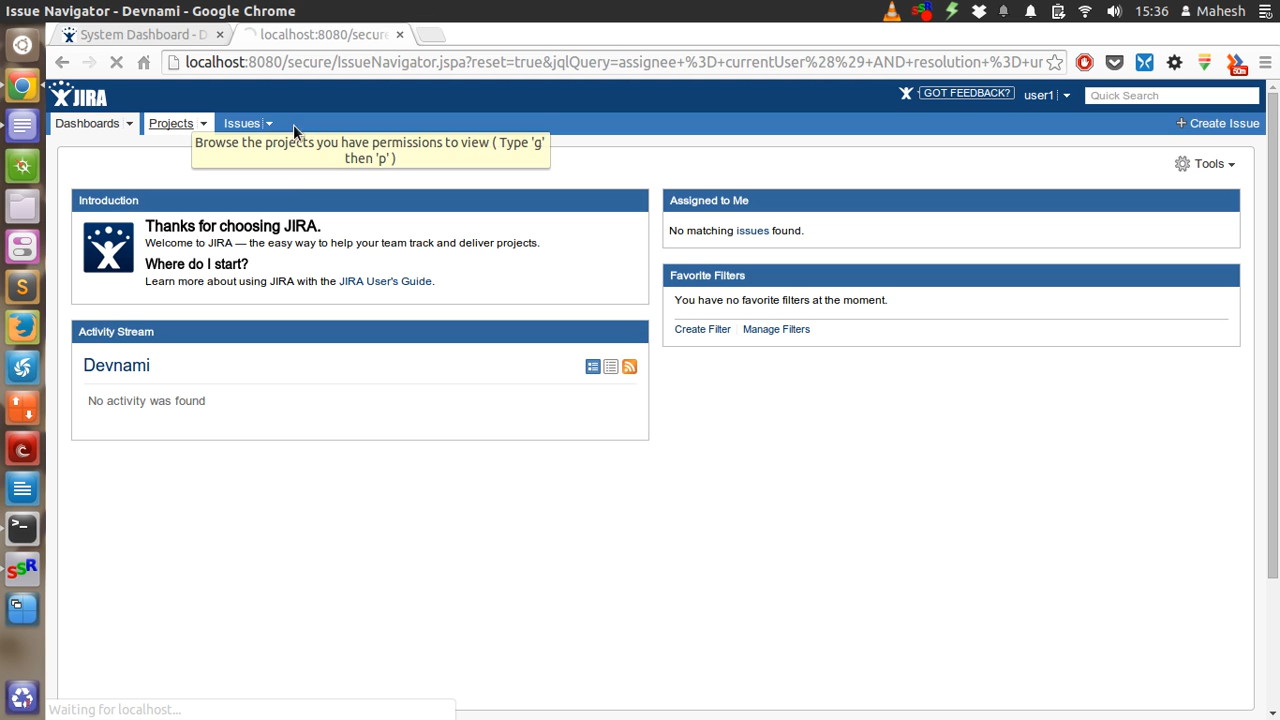 Issue Navigator - Devnami - Google Chrome
15:36 Mahesh
System Dashboard - D
localhost:8080/secure
localhost:8080/secure/IssueNavigator.jspa?reset=true&jqlQuery=assignee+%3D+currentUser%28%29+AND+resolution+%3D+ur
60m
JIRA
GOT FEEDBACK?
user1
Quick Search
Dashboards
Projects
Issues
+ Create Issue
Browse the projects you have permissions to view ( Type 'g'
then 'p' )
Tools
Introduction
Thanks for choosing JIRA.
Welcome to JIRA — the easy way to help your team track and deliver projects.
Where do I start?
Learn more about using JIRA with the JIRA User's Guide.
Activity Stream
Devnami
No activity was found
Assigned to Me
No matching issues found.
Favorite Filters
You have no favorite filters at the moment.
Create Filter
Manage Filters
S
SSR
Waiting for localhost...